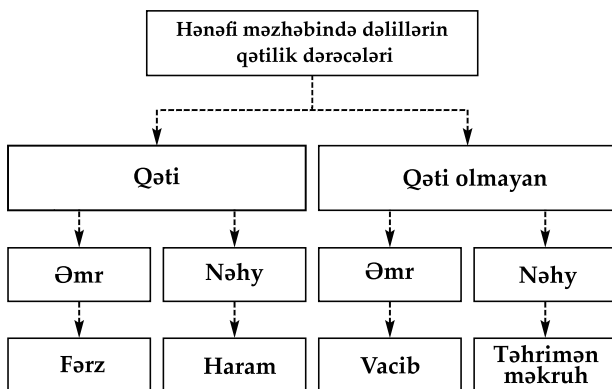 Hənəfi məzhəbində dəlillərin
qətilik dərəcələri
Qəti
Qəti olmayan
Əmr
Nəhy
Əmr
Nəhy
Fərz
Haram
Vacib
Təhrimən
məkruh